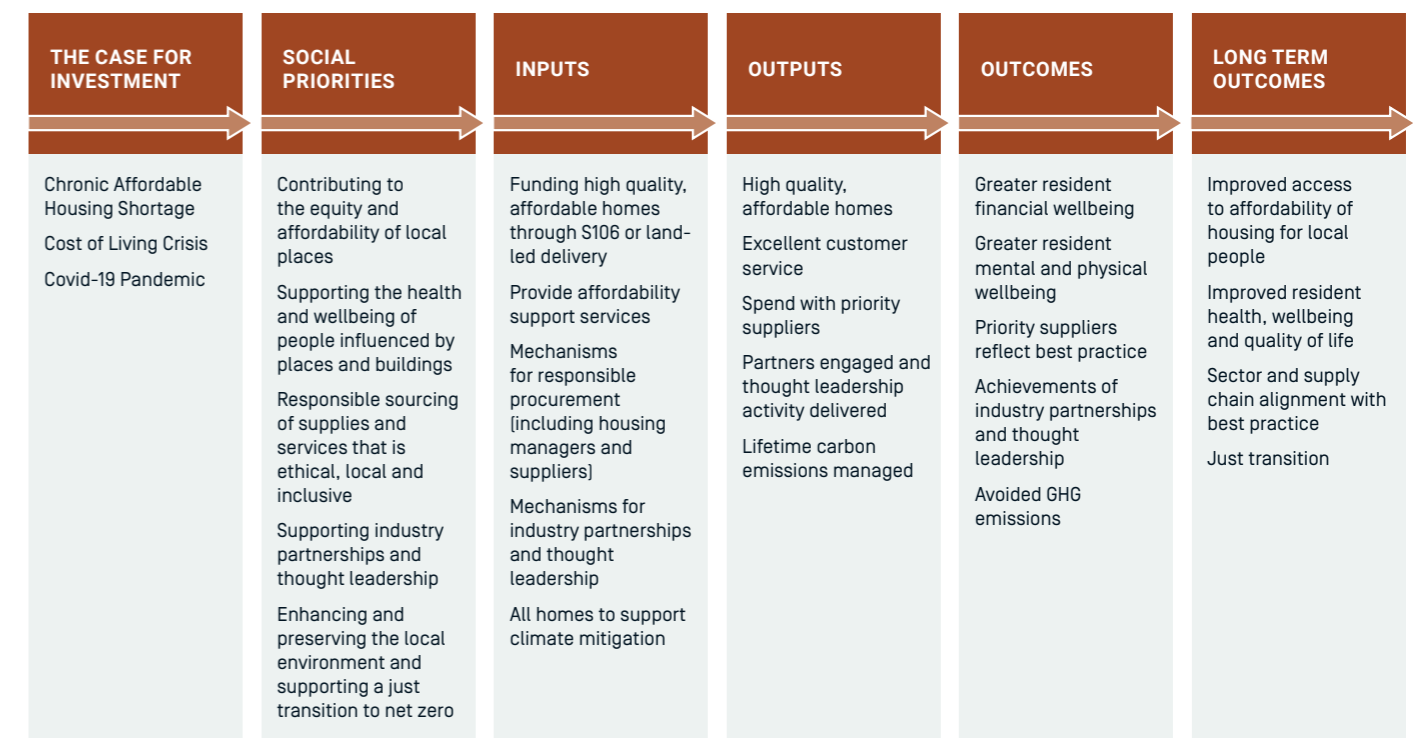 THE CASE FOR
INVESTMENT
Chronic Affordable
Housing Shortage
Cost of Living Crisis
Covid-19 Pandemic
SOCIAL
PRIORITIES
Contributing to
the equity and
affordability of local
places
Supporting the health
and wellbeing of
people influenced by
places and buildings
Responsible sourcing
of supplies and
services that is
ethical, local and
inclusive
Supporting industry
partnerships and
thought leadership
Enhancing and
preserving the local
environment and
supporting a just
transition to net zero
INPUTS
Funding high quality,
affordable homes
through S106 or land-
led delivery
Provide affordability
support services
Mechanisms
for responsible
procurement
(including housing
managers and
suppliers)
Mechanisms for
industry partnerships
and thought
leadership
All homes to support
climate mitigation
OUTPUTS
High quality,
affordable homes
Excellent customer
service
Spend with priority
suppliers
Partners engaged and
thought leadership
activity delivered
Lifetime carbon
emissions managed
OUTCOMES
Greater resident
financial wellbeing
Greater resident
mental and physical
wellbeing
Priority suppliers
reflect best practice
Achievements of
industry partnerships
and thought
leadership
Avoided GHG
emissions
LONG TERM
OUTCOMES
Improved access
to affordability of
housing for local
people
Improved resident
health, wellbeing
and quality of life
Sector and supply
chain alignment with
best practice
Just transition